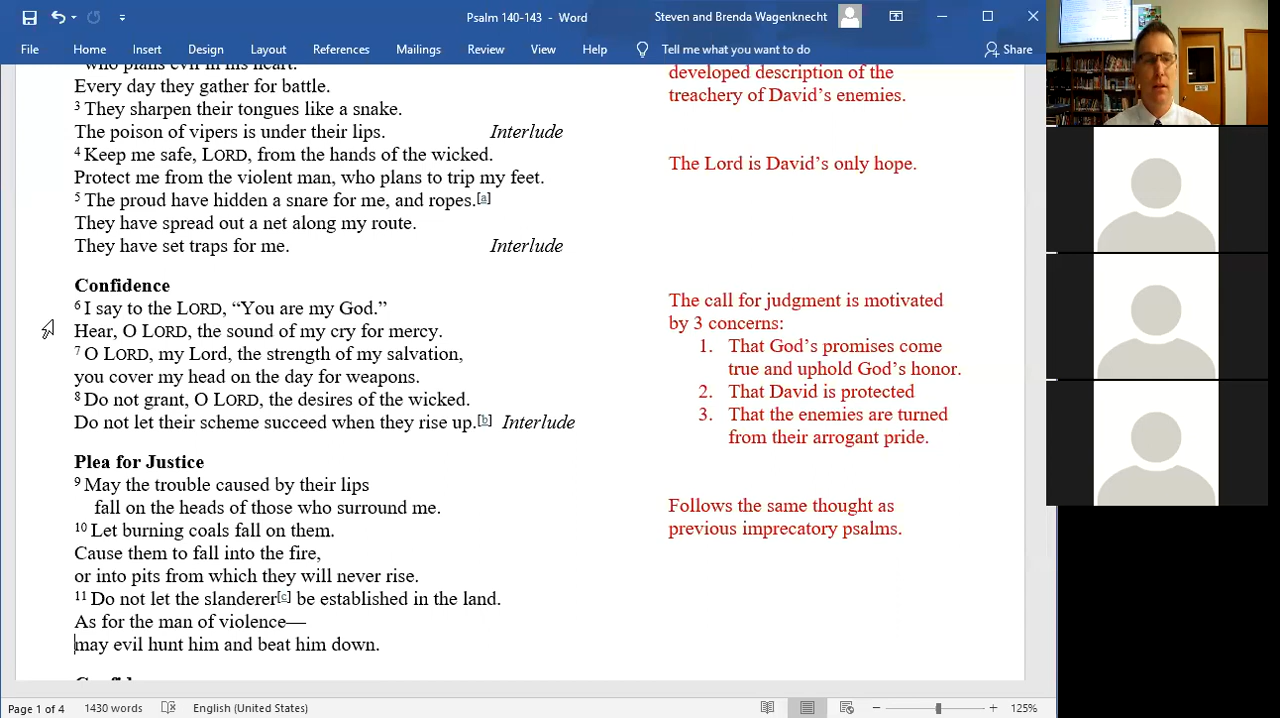 Psalm 140-143 - Word
Steven and Brenda Wagenknecht
File Home Insert Design Layout References Mailings Review View Help Tell me what you want to do Share
who plans evil in his heart.
Every day they gather for battle.
3 They sharpen their tongues like a snake.
The poison of vipers is under their lips. Interlude
4 Keep me safe, LORD, from the hands of the wicked.
Protect me from the violent man, who plans to trip my feet.
5 The proud have hidden a snare for me, and ropes.[a]
They have spread out a net along my route.
They have set traps for me. Interlude
Confidence
6 I say to the LORD, “You are my God.”
Hear, O LORD, the sound of my cry for mercy.
7 O LORD, my Lord, the strength of my salvation,
you cover my head on the day for weapons.
8 Do not grant, O LORD, the desires of the wicked.
Do not let their scheme succeed when they rise up.[b] Interlude
Plea for Justice
9 May the trouble caused by their lips
fall on the heads of those who surround me.
10 Let burning coals fall on them.
Cause them to fall into the fire,
or into pits from which they will never rise.
11 Do not let the slanderer[c] be established in the land.
As for the man of violence—
may evil hunt him and beat him down.
developed description of the
treachery of David’s enemies.
The Lord is David’s only hope.
The call for judgment is motivated
by 3 concerns:
1. That God’s promises come
true and uphold God’s honor.
2. That David is protected
3. That the enemies are turned
from their arrogant pride.
Follows the same thought as
previous imprecatory psalms.
Page 1 of 4 1430 words English (United States) 125%